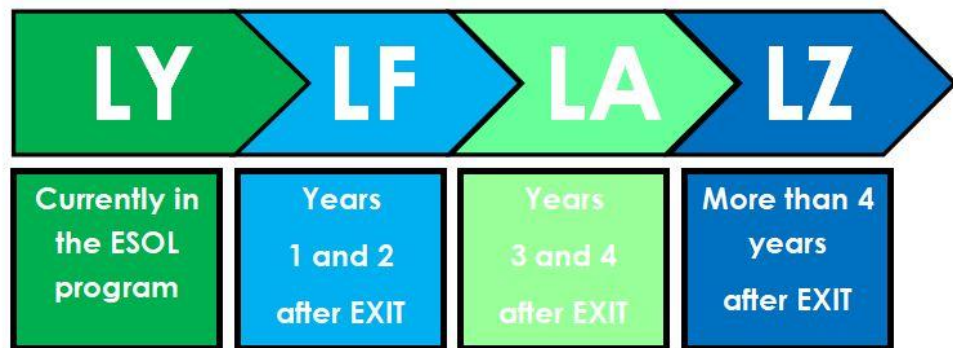 LY LF LA LZ
Currently in
the ESOL
program
Years
1 and 2
after EXIT
Years
3 and 4
after EXIT
More than 4
years
after EXIT